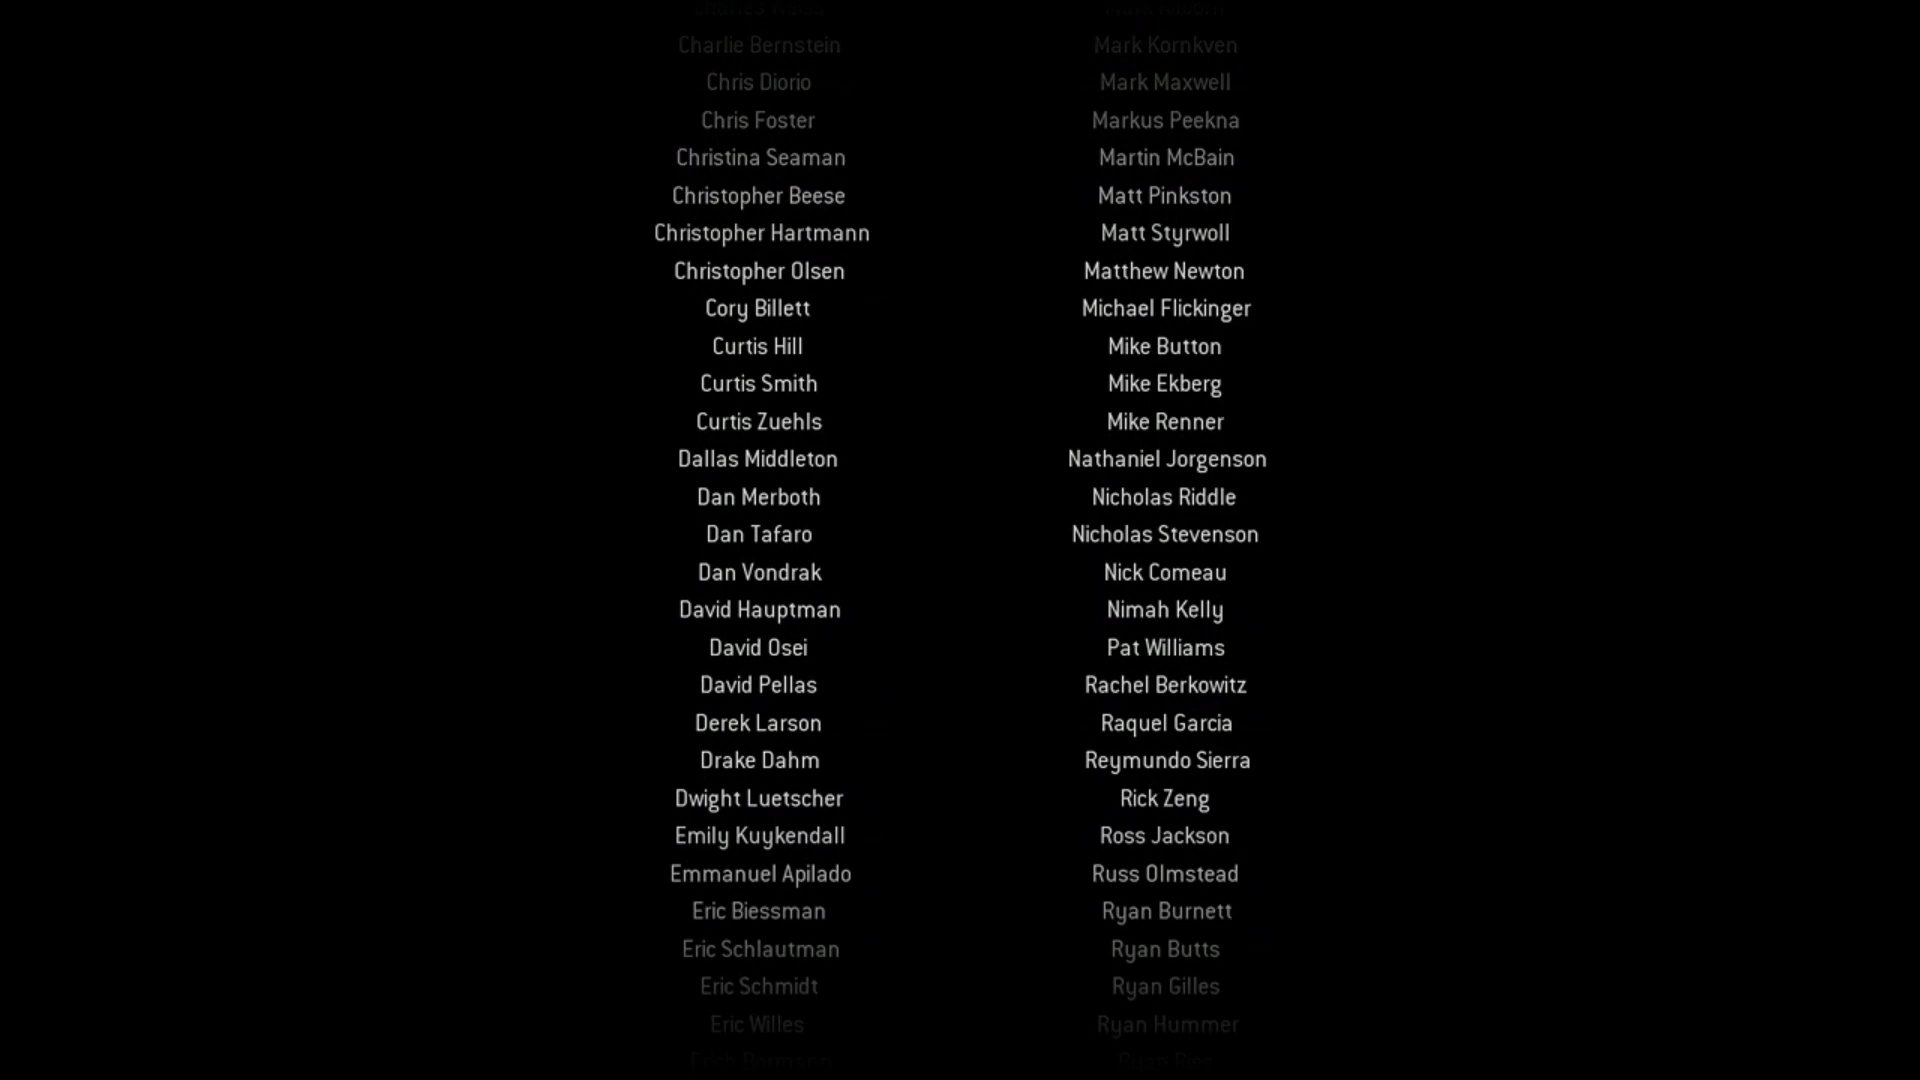 Charlie Bernstein
Chris Diorio
Chris Foster
Christina Seaman
Christopher Beese
Christopher Hartmann
Christopher Olsen
Cory Billett
Curtis Hill
Curtis Smith
Curtis Zuehls
Dallas Middleton
Dan Merboth
Dan Tafaro
Dan Vondrak
David Hauptman
David Osei
David Pellas
Derek Larson
Drake Dahm
Dwight Luetscher
Emily Kuykendall
Emmanuel Apilado
Eric Biessman
Eric Schlautman
Eric Schmidt
Eric Willes
Mark Kornkven
Mark Maxwell
Markus Peekna
Martin McBain
Matt Pinkston
Matt Styrwoll
Matthew Newton
Michael Flickinger
Mike Button
Mike Ekberg
Mike Renner
Nathaniel Jorgenson
Nicholas Riddle
Nicholas Stevenson
Nick Comeau
Nimah Kelly
Pat Williams
Rachel Berkowitz
Raquel Garcia
Reymundo Sierra
Rick Zeng
Ross Jackson
Russ Olmstead
Ryan Burnett
Ryan Butts
Ryan Gilles
Ryan Hummer